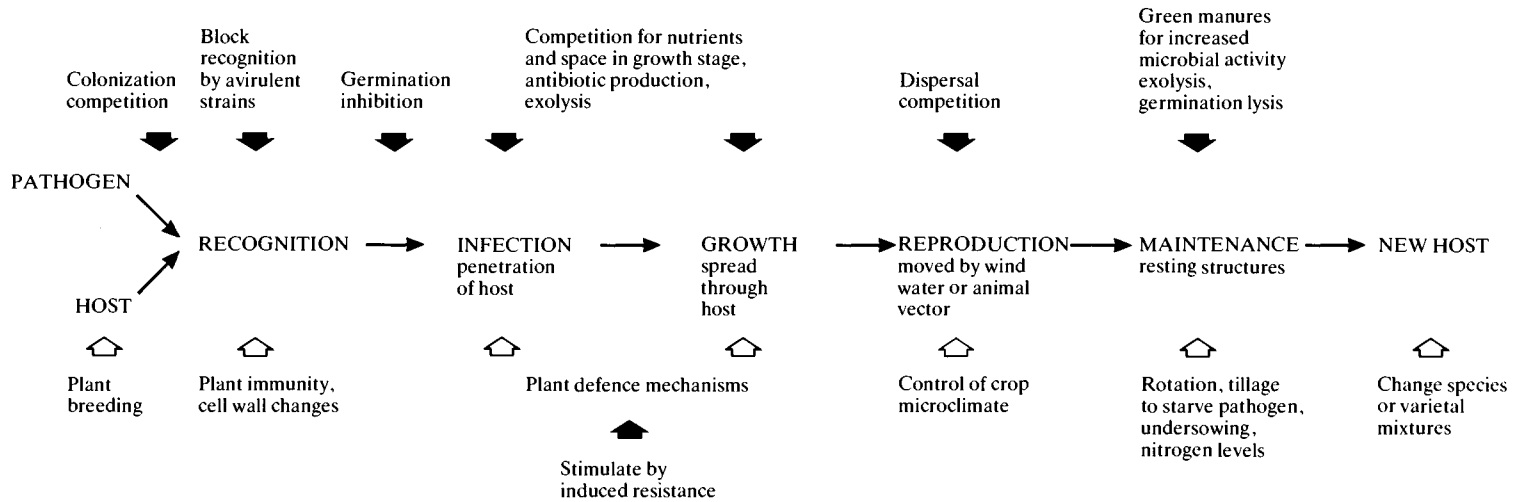 Colonization
competition
Block
recognition
by avirulent
strains
Germination
inhibition
Competition for nutrients
and space in growth stage,
antibiotic production,
exolysis
Dispersal
competition
Green manures
for increased
microbial activity
exolysis,
germination lysis
PATHOGEN
HOST
RECOGNITION
INFECTION
penetration
of host
GROWTH
spread
through
host
REPRODUCTION
moved by wind
water or animal
vector
MAINTENANCE
resting structures
NEW HOST
Plant
breeding
Plant immunity,
cell wall changes
Plant defence mechanisms
Stimulate by
induced resistance
Control of crop
microclimate
Rotation, tillage
to starve pathogen,
undersowing,
nitrogen levels
Change species
or varietal
mixtures